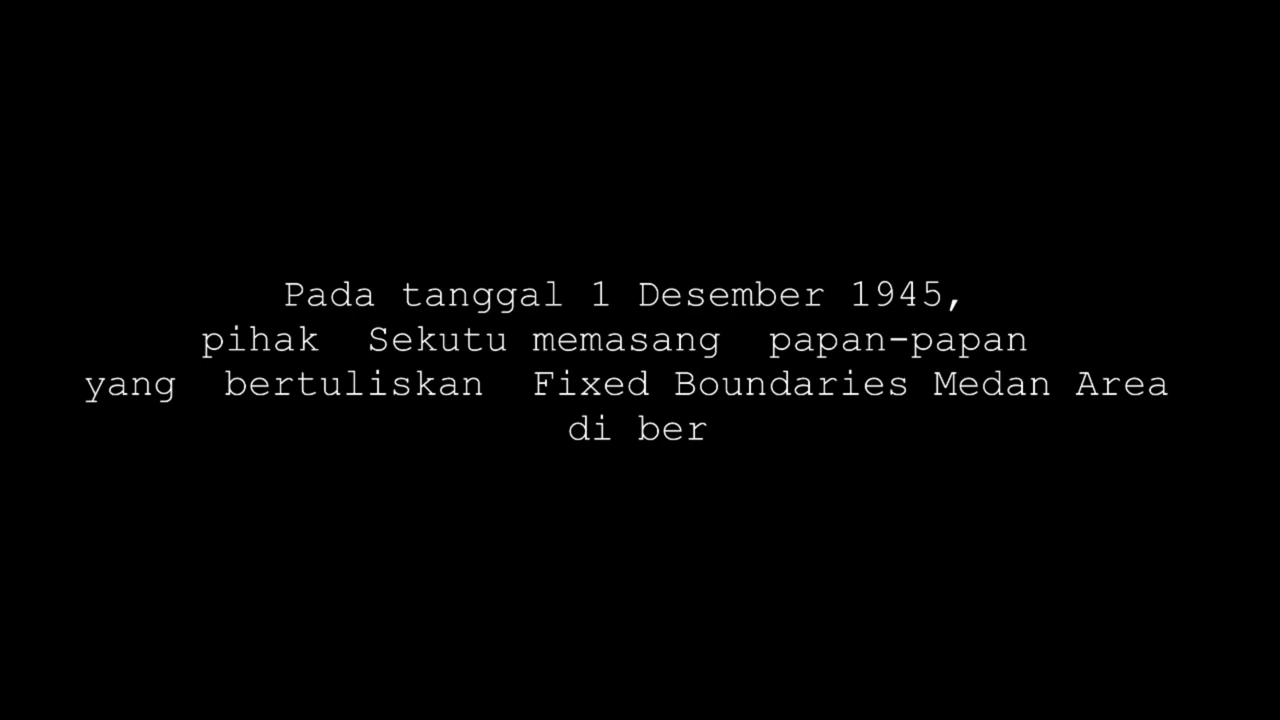 Pada tanggal 1 Desember 1945,
pihak  Sekutu memasang  papan-papan
yang  bertuliskan  Fixed Boundaries Medan Area
di ber